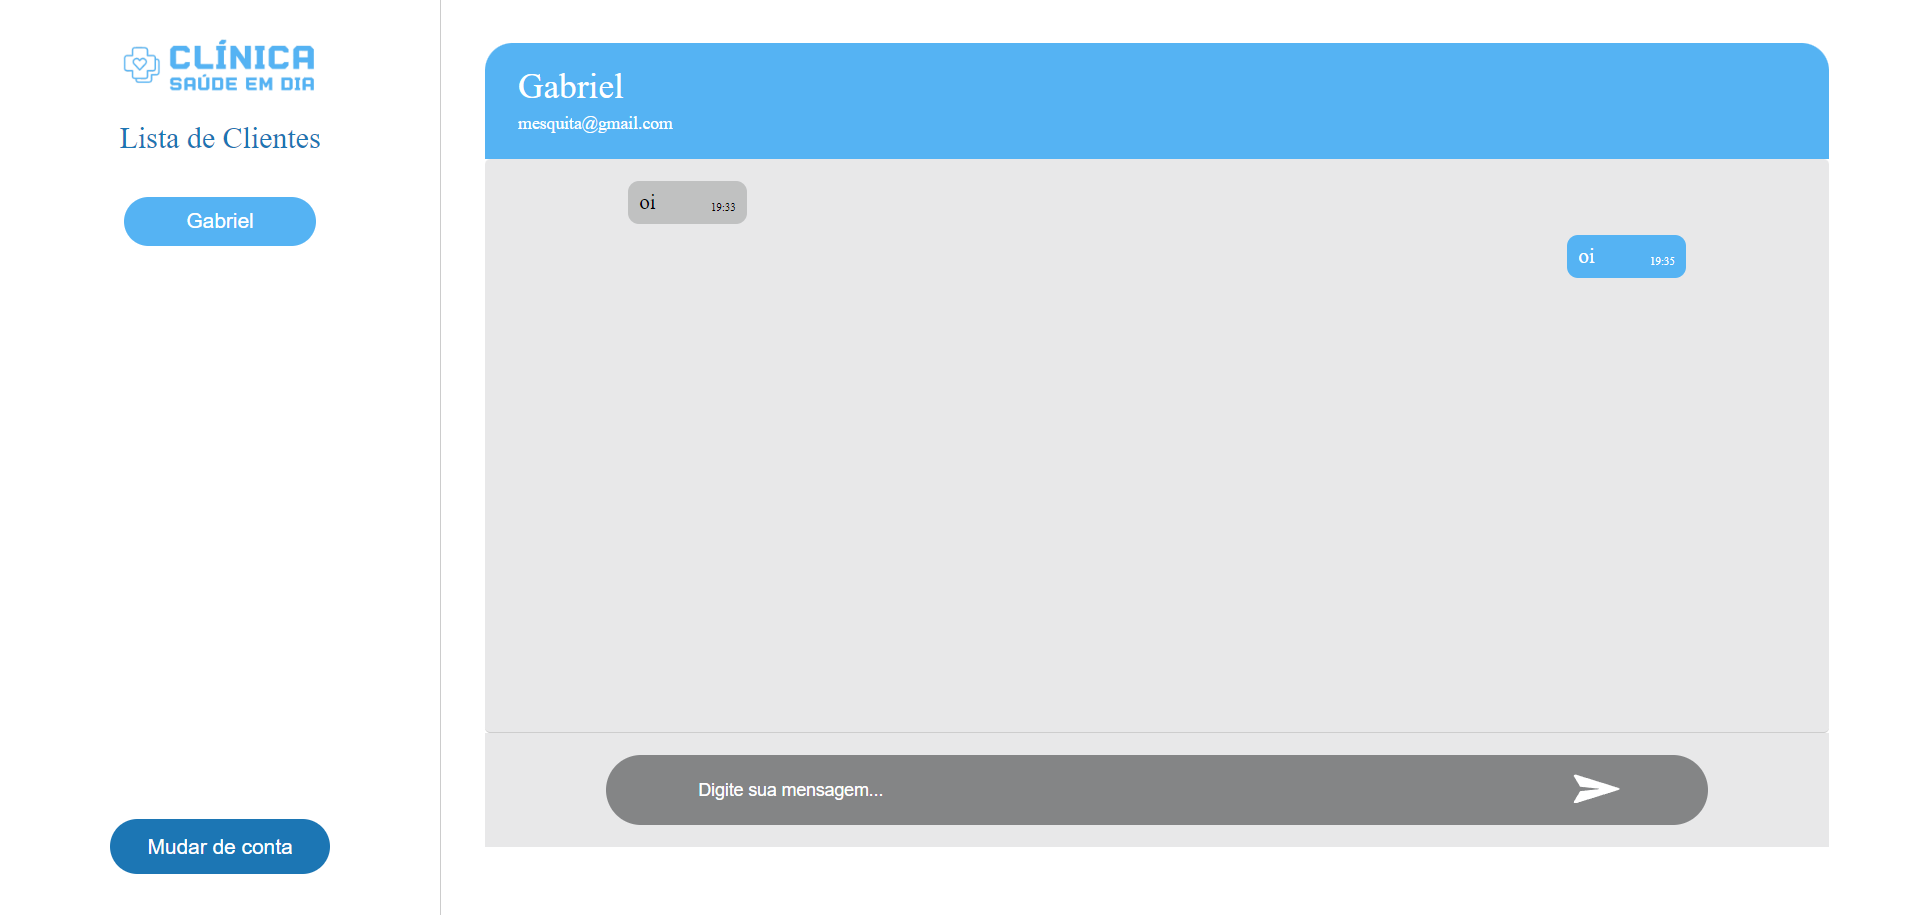 CLÍNICA
SAÚDE EM DIA
Lista de Clientes
Gabriel
Mudar de conta
Gabriel
mesquita@gmail.com
oi 19:33
oi 19:35
Digite sua mensagem...